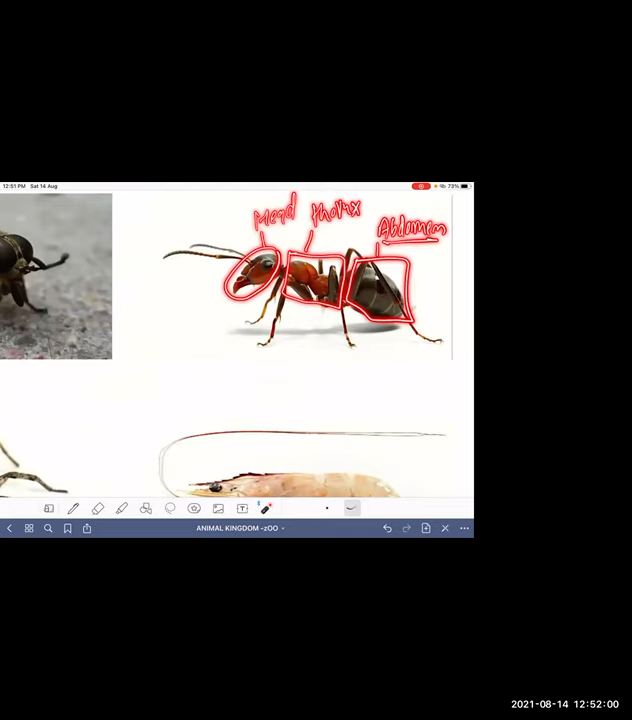 12:51 PM Sat 14 Aug
73%
Head
thorax
Abdomen
ANIMAL KINGDOM -zOO
2021-08-14 12:52:00